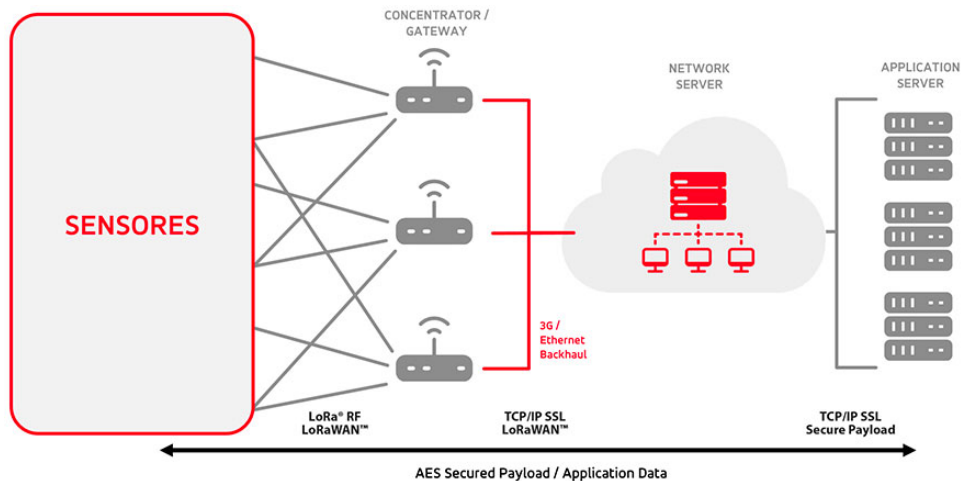 CONCENTRATOR /
GATEWAY
NETWORK
SERVER
APPLICATION
SERVER
SENSORES
3G /
Ethernet
Backhaul
LoRa® RF
LoRaWAN™
TCP/IP SSL
LoRaWAN™
TCP/IP SSL
Secure Payload
AES Secured Payload / Application Data